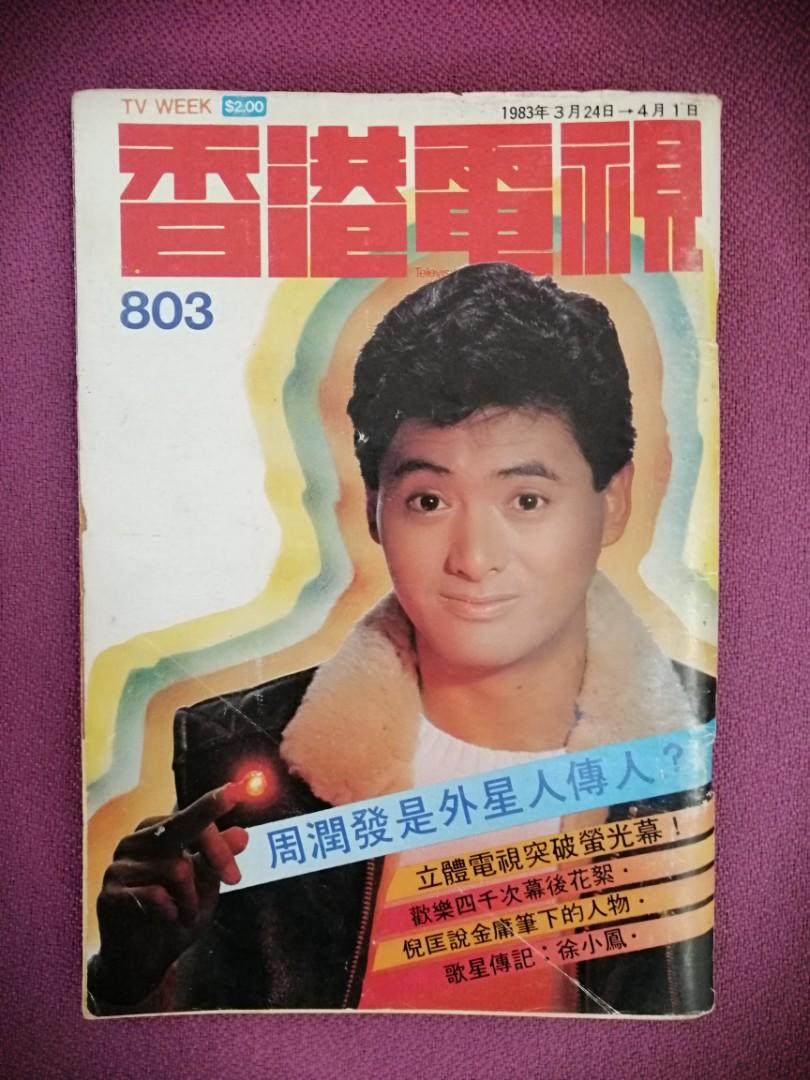 TV WEEK $2.00
1983年3月24日→4月1日
香港電視
Televis
803
周潤發是外星人傳人？
立體電視突破螢光幕！
歡樂四千次幕後花絮．
倪匡說金庸筆下的人物．
歌星傳記：徐小鳳．